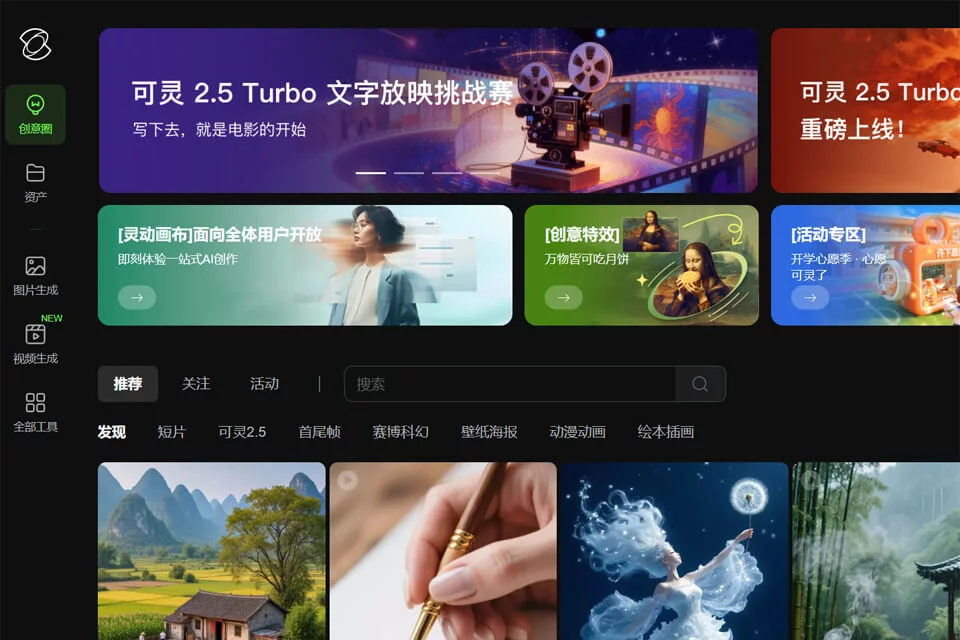 创意圈
资产
图片生成
NEW
视频生成
全部工具
可灵 2.5 Turbo 文字放映挑战赛
写下去，就是电影的开始
可灵 2.5 Turbo
重磅上线！
[灵动画布]面向全体用户开放
即刻体验一站式AI创作
[创意特效]
万物皆可吃月饼
[活动专区]
开学心愿季 · 心愿
可灵了
推荐
关注
活动
搜索
发现
短片
可灵2.5
首尾帧
赛博科幻
壁纸海报
动漫动画
绘本插画